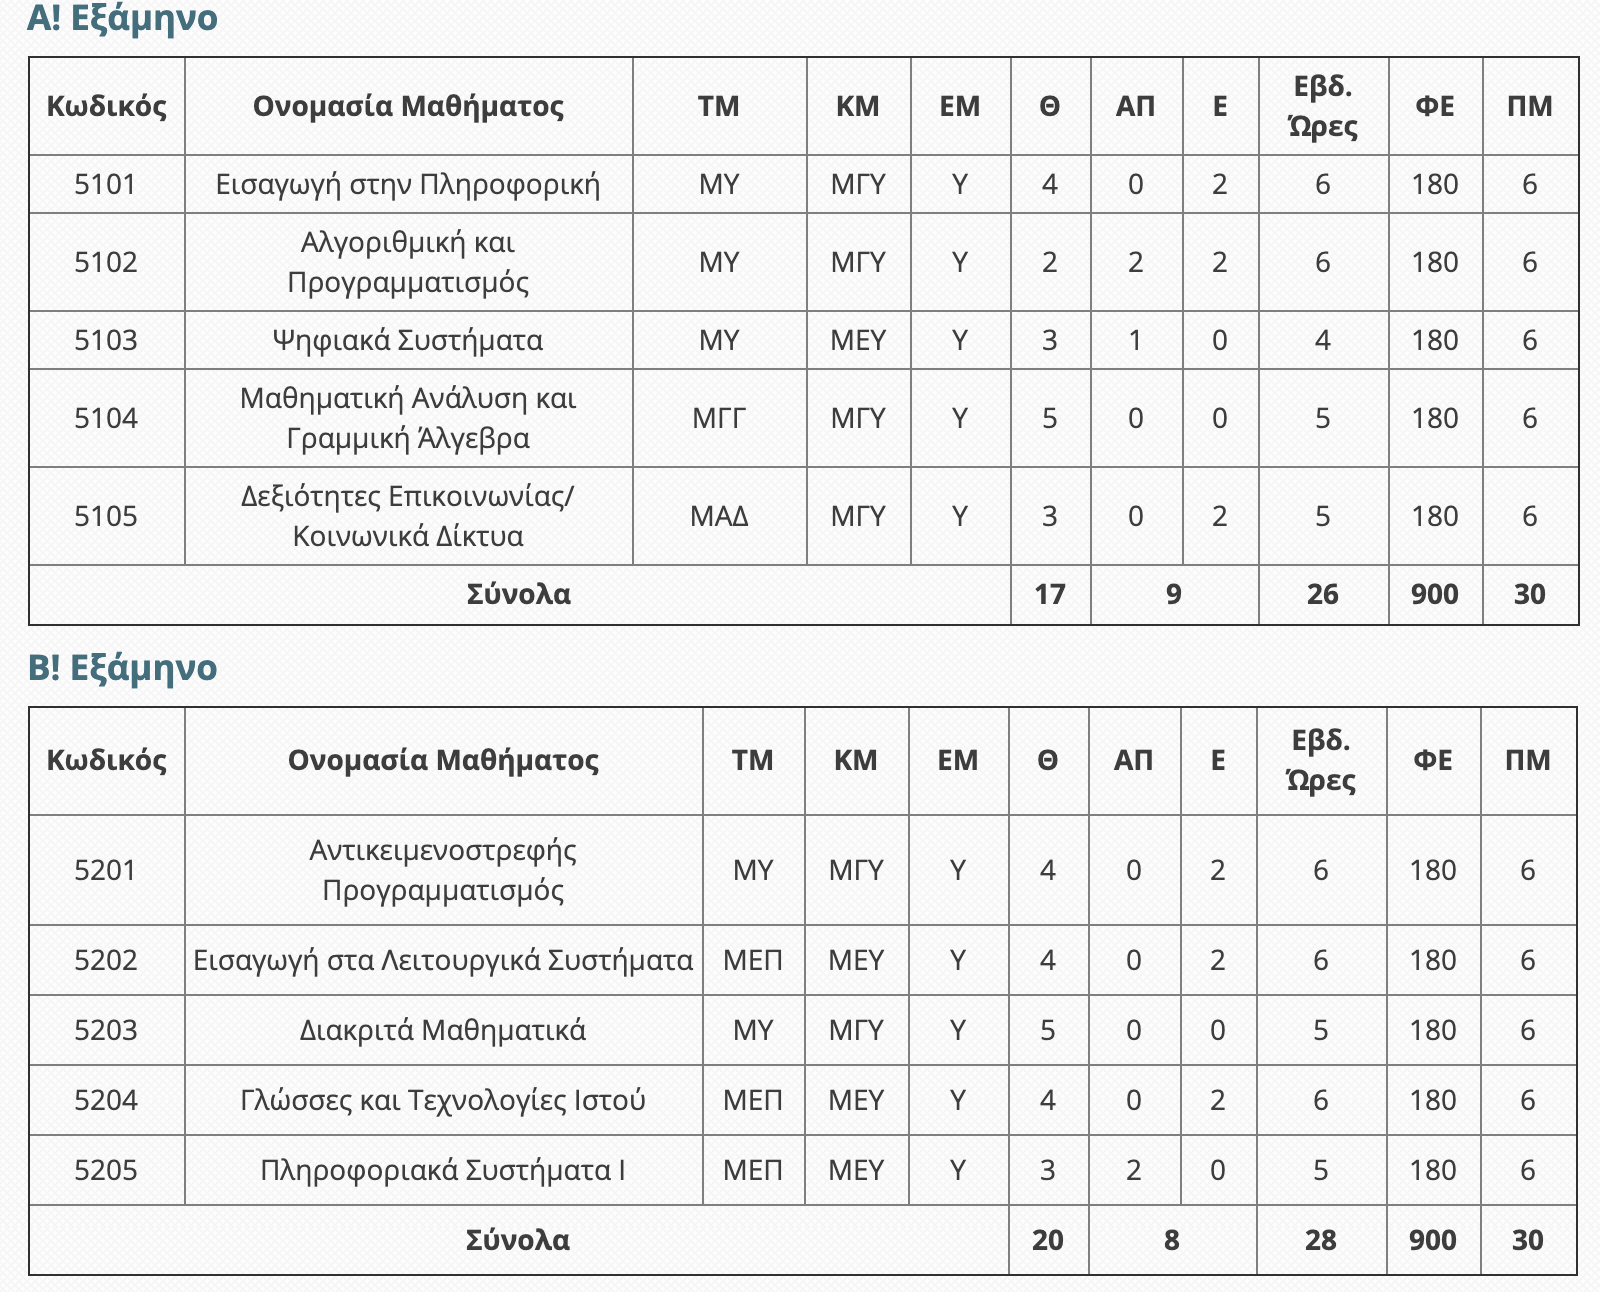 Α! Εξάμηνο
Κωδικός Ονομασία Μαθήματος ΤΜ ΚΜ ΕΜ Θ ΑΠ Ε Εβδ. Ώρες ΦΕ ΠΜ
5101 Εισαγωγή στην Πληροφορική ΜΥ ΜΓΥ Υ 4 0 2 6 180 6
5102 Αλγοριθμική και Προγραμματισμός ΜΥ ΜΓΥ Υ 2 2 2 6 180 6
5103 Ψηφιακά Συστήματα ΜΥ ΜΕΥ Υ 3 1 0 4 180 6
5104 Μαθηματική Ανάλυση και Γραμμική Άλγεβρα ΜΓΓ ΜΓΥ Υ 5 0 0 5 180 6
5105 Δεξιότητες Επικοινωνίας/ Κοινωνικά Δίκτυα ΜΑΔ ΜΓΥ Υ 3 0 2 5 180 6
Σύνολα 17 9 26 900 30
Β! Εξάμηνο
Κωδικός Ονομασία Μαθήματος ΤΜ ΚΜ ΕΜ Θ ΑΠ Ε Εβδ. Ώρες ΦΕ ΠΜ
5201 Αντικειμενοστρεφής Προγραμματισμός ΜΥ ΜΓΥ Υ 4 0 2 6 180 6
5202 Εισαγωγή στα Λειτουργικά Συστήματα ΜΕΠ ΜΕΥ Υ 4 0 2 6 180 6
5203 Διακριτά Μαθηματικά ΜΥ ΜΓΥ Υ 5 0 0 5 180 6
5204 Γλώσσες και Τεχνολογίες Ιστού ΜΕΠ ΜΕΥ Υ 4 0 2 6 180 6
5205 Πληροφοριακά Συστήματα Ι ΜΕΠ ΜΕΥ Υ 3 2 0 5 180 6
Σύνολα 20 8 28 900 30